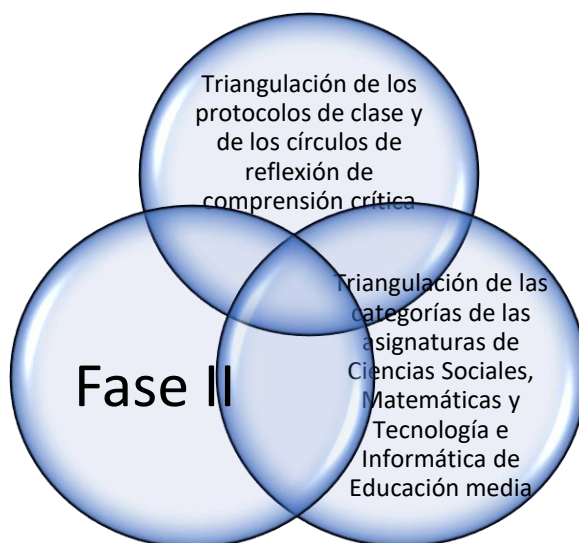 Triangulación de los
protocolos de clase y
de los círculos de
reflexión de
comprensión crítica
Fase II
Triangulación de las
categorías de las
asignaturas de
Ciencias Sociales,
Matemáticas y
Tecnología e
Informática de
Educación media